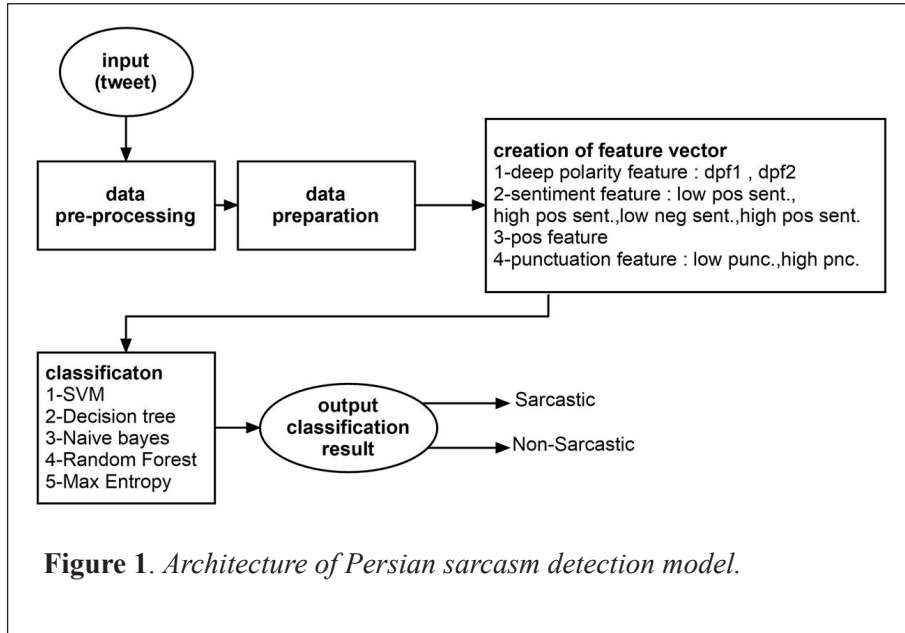 input
(tweet)
data
pre-processing
data
preparation
creation of feature vector
1-deep polarity feature : dpf1 , dpf2
2-sentiment feature : low pos sent.,
high pos sent.,low neg sent.,high pos sent.
3-pos feature
4-punctuation feature : low punc.,high pnc.
classificaton
1-SVM
2-Decision tree
3-Naive bayes
4-Random Forest
5-Max Entropy
output
classification
result
Sarcastic
Non-Sarcastic
Figure 1. Architecture of Persian sarcasm detection model.